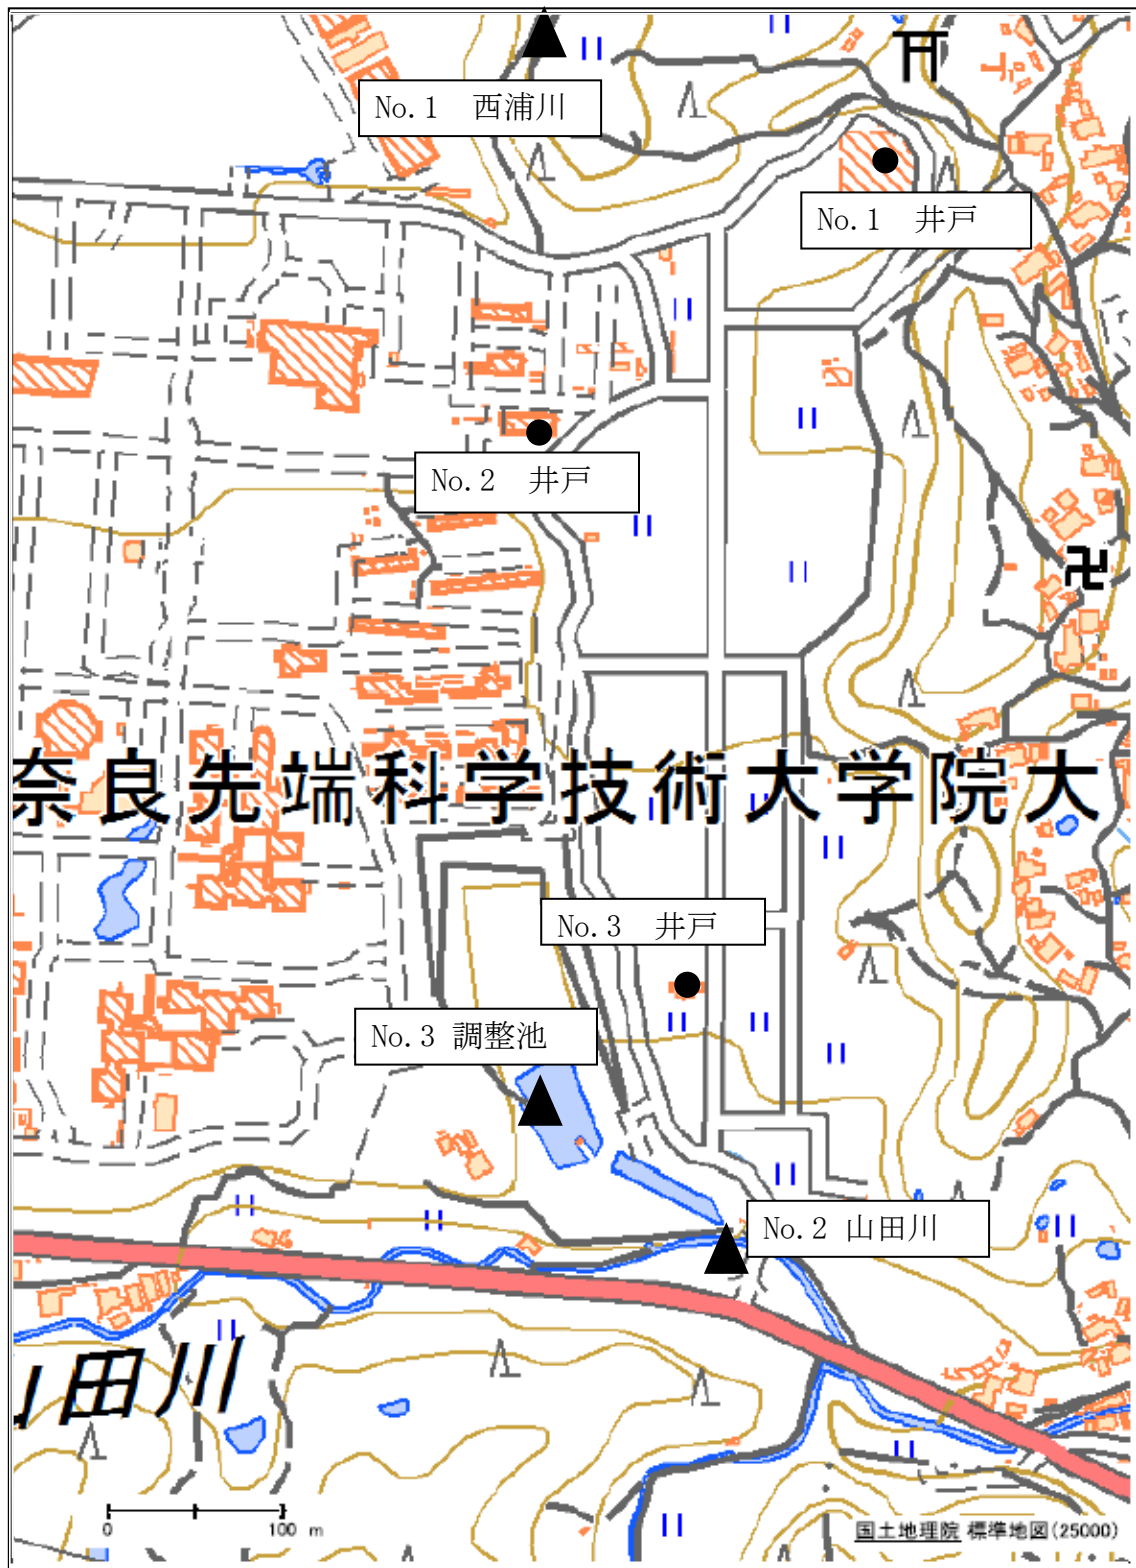 No.1 西浦川
No.1 井戸
No.2 井戸
奈良先端科学技術大学院大
No.3 井戸
No.3 調整池
No.2 山田川
山田川
0 100 m
国土地理院 標準地図(25000)